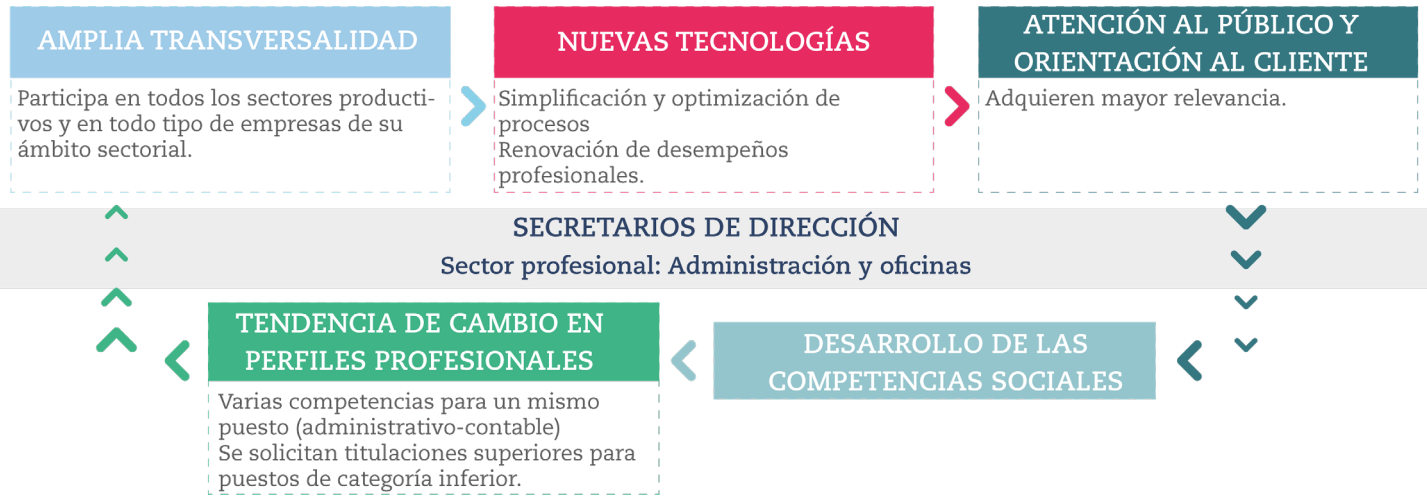 AMPLIA TRANSVERSALIDAD
Participa en todos los sectores producti-
vos y en todo tipo de empresas de su
ámbito sectorial.
NUEVAS TECNOLOGÍAS
Simplificación y optimización de
procesos
Renovación de desempeños
profesionales.
ATENCIÓN AL PÚBLICO Y
ORIENTACIÓN AL CLIENTE
Adquieren mayor relevancia.
SECRETARIOS DE DIRECCIÓN
Sector profesional: Administración y oficinas
TENDENCIA DE CAMBIO EN
PERFILES PROFESIONALES
Varias competencias para un mismo
puesto (administrativo-contable)
Se solicitan titulaciones superiores para
puestos de categoría inferior.
DESARROLLO DE LAS
COMPETENCIAS SOCIALES